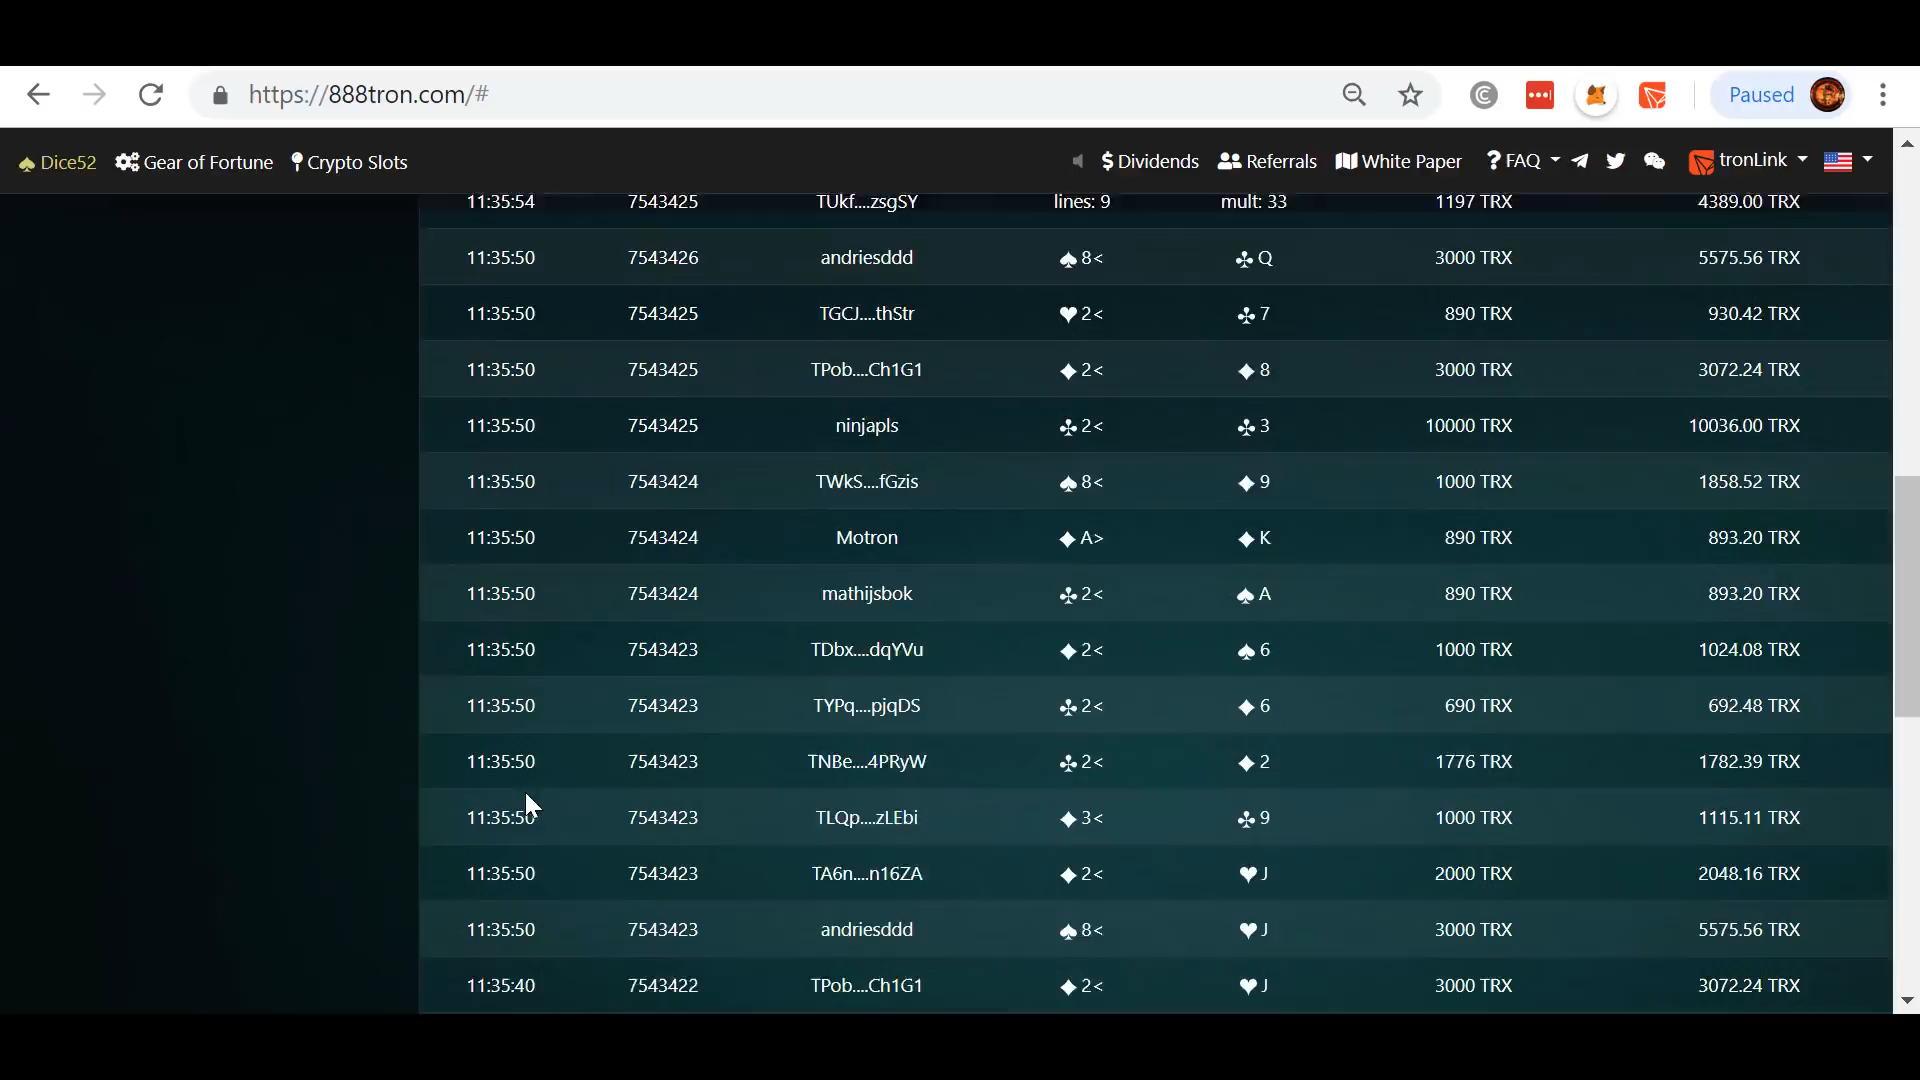 https://888tron.com/#
Paused
Dice52 Gear of Fortune Crypto Slots $ Dividends Referrals White Paper ? FAQ tronLink
11:35:54 7543425 TUkf....zsgSY lines: 9 mult: 33 1197 TRX 4389.00 TRX
11:35:50 7543426 andriesddd ♠ 8< ♣ Q 3000 TRX 5575.56 TRX
11:35:50 7543425 TGCJ....thStr ♥ 2< ♣ 7 890 TRX 930.42 TRX
11:35:50 7543425 TPob....Ch1G1 ♦ 2< ♦ 8 3000 TRX 3072.24 TRX
11:35:50 7543425 ninjapls ♣ 2< ♣ 3 10000 TRX 10036.00 TRX
11:35:50 7543424 TWkS....fGzis ♠ 8< ♦ 9 1000 TRX 1858.52 TRX
11:35:50 7543424 Motron ♦ A> ♦ K 890 TRX 893.20 TRX
11:35:50 7543424 mathijsbok ♣ 2< ♠ A 890 TRX 893.20 TRX
11:35:50 7543423 TDbx....dqYVu ♦ 2< ♠ 6 1000 TRX 1024.08 TRX
11:35:50 7543423 TYPq....pjqDS ♣ 2< ♦ 6 690 TRX 692.48 TRX
11:35:50 7543423 TNBe....4PRyW ♣ 2< ♦ 2 1776 TRX 1782.39 TRX
11:35:50 7543423 TLQp....zLEbi ♦ 3< ♣ 9 1000 TRX 1115.11 TRX
11:35:50 7543423 TA6n....n16ZA ♦ 2< ♥ J 2000 TRX 2048.16 TRX
11:35:50 7543423 andriesddd ♠ 8< ♥ J 3000 TRX 5575.56 TRX
11:35:40 7543422 TPob....Ch1G1 ♦ 2< ♥ J 3000 TRX 3072.24 TRX